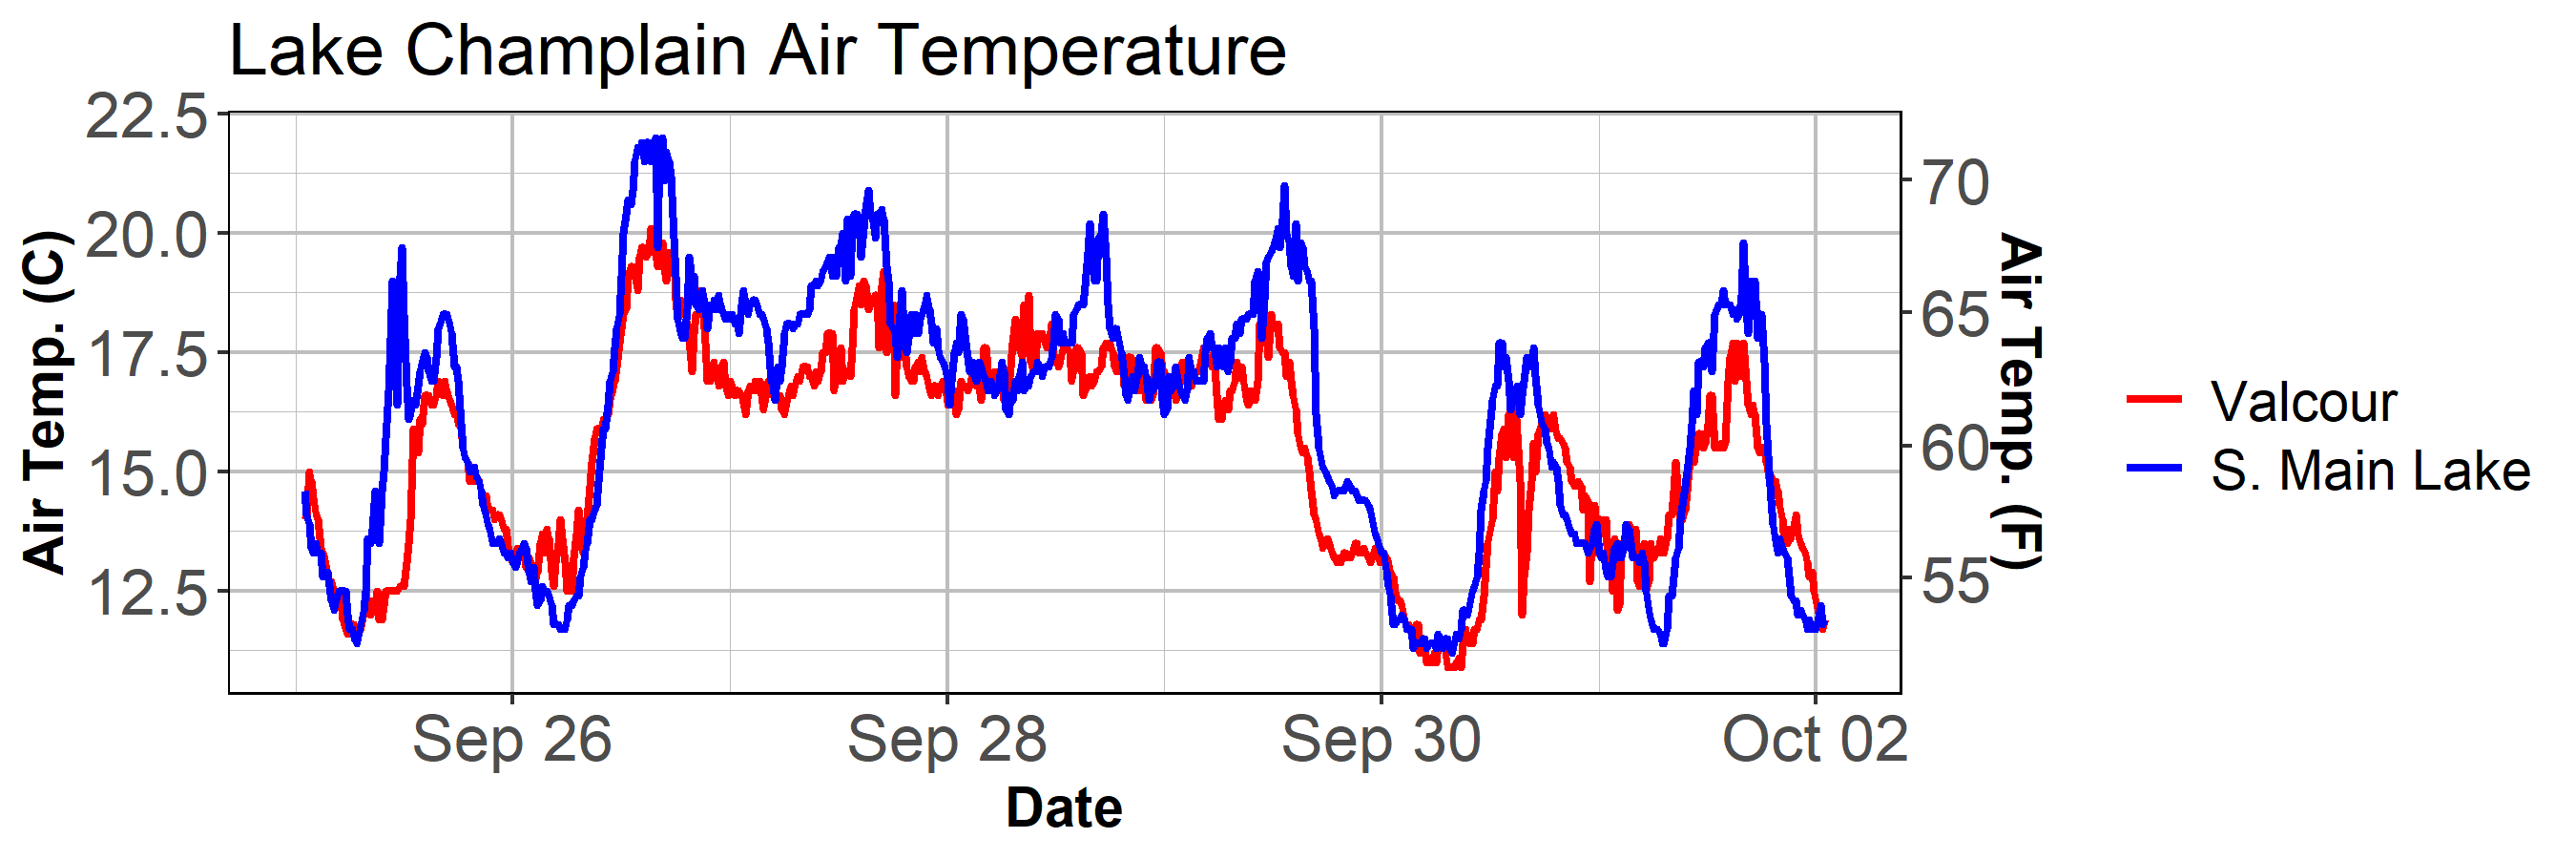 Lake Champlain Air Temperature
22.5
20.0
17.5
15.0
12.5
Air Temp. (C)
70
65
60
55
Air Temp. (F)
Sep 26
Sep 28
Sep 30
Oct 02
Date
Valcour
S. Main Lake